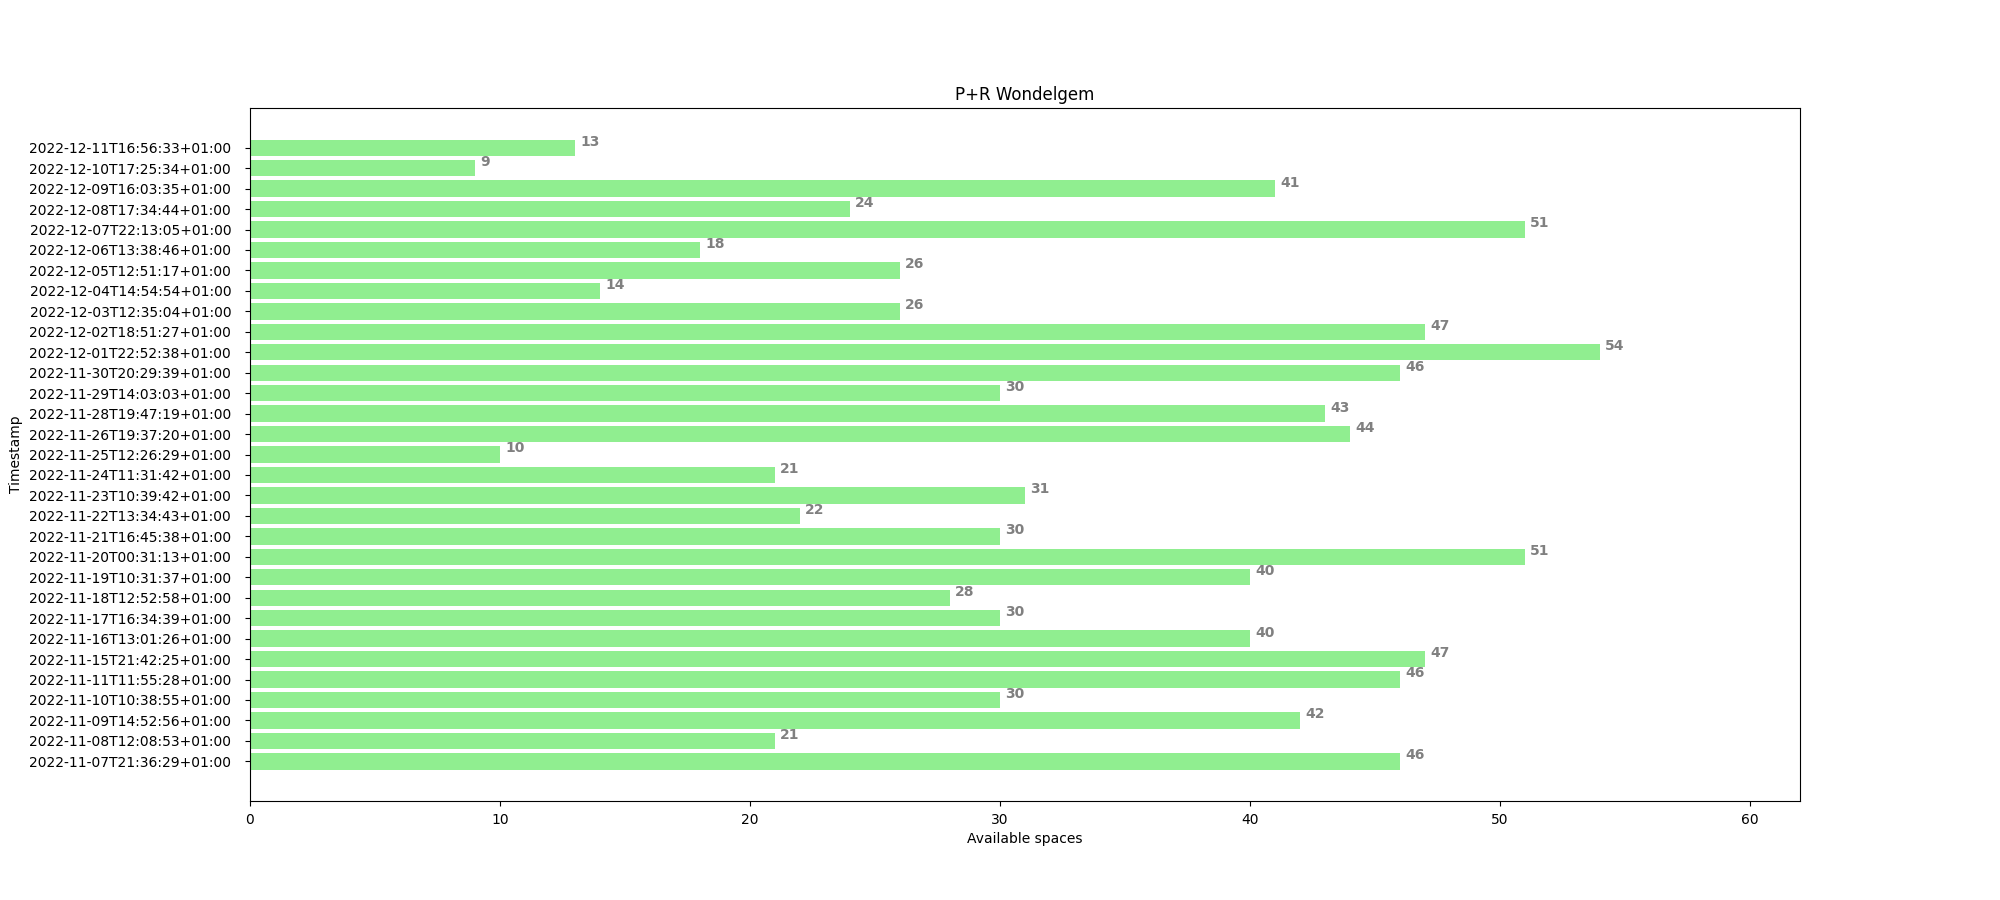 P+R Wondelgem
2022-12-11T16:56:33+01:00 13
2022-12-10T17:25:34+01:00 9
2022-12-09T16:03:35+01:00 41
2022-12-08T17:34:44+01:00 24
2022-12-07T22:13:05+01:00 51
2022-12-06T13:38:46+01:00 18
2022-12-05T12:51:17+01:00 26
2022-12-04T14:54:54+01:00 14
2022-12-03T12:35:04+01:00 26
2022-12-02T18:51:27+01:00 47
2022-12-01T22:52:38+01:00 54
2022-11-30T20:29:39+01:00 46
2022-11-29T14:03:03+01:00 30
2022-11-28T19:47:19+01:00 43
2022-11-26T19:37:20+01:00 44
2022-11-25T12:26:29+01:00 10
2022-11-24T11:31:42+01:00 21
2022-11-23T10:39:42+01:00 31
2022-11-22T13:34:43+01:00 22
2022-11-21T16:45:38+01:00 30
2022-11-20T00:31:13+01:00 51
2022-11-19T10:31:37+01:00 40
2022-11-18T12:52:58+01:00 28
2022-11-17T16:34:39+01:00 30
2022-11-16T13:01:26+01:00 40
2022-11-15T21:42:25+01:00 47
2022-11-11T11:55:28+01:00 46
2022-11-10T10:38:55+01:00 30
2022-11-09T14:52:56+01:00 42
2022-11-08T12:08:53+01:00 21
2022-11-07T21:36:29+01:00 46
Timestamp
0 10 20 30 40 50 60
Available spaces